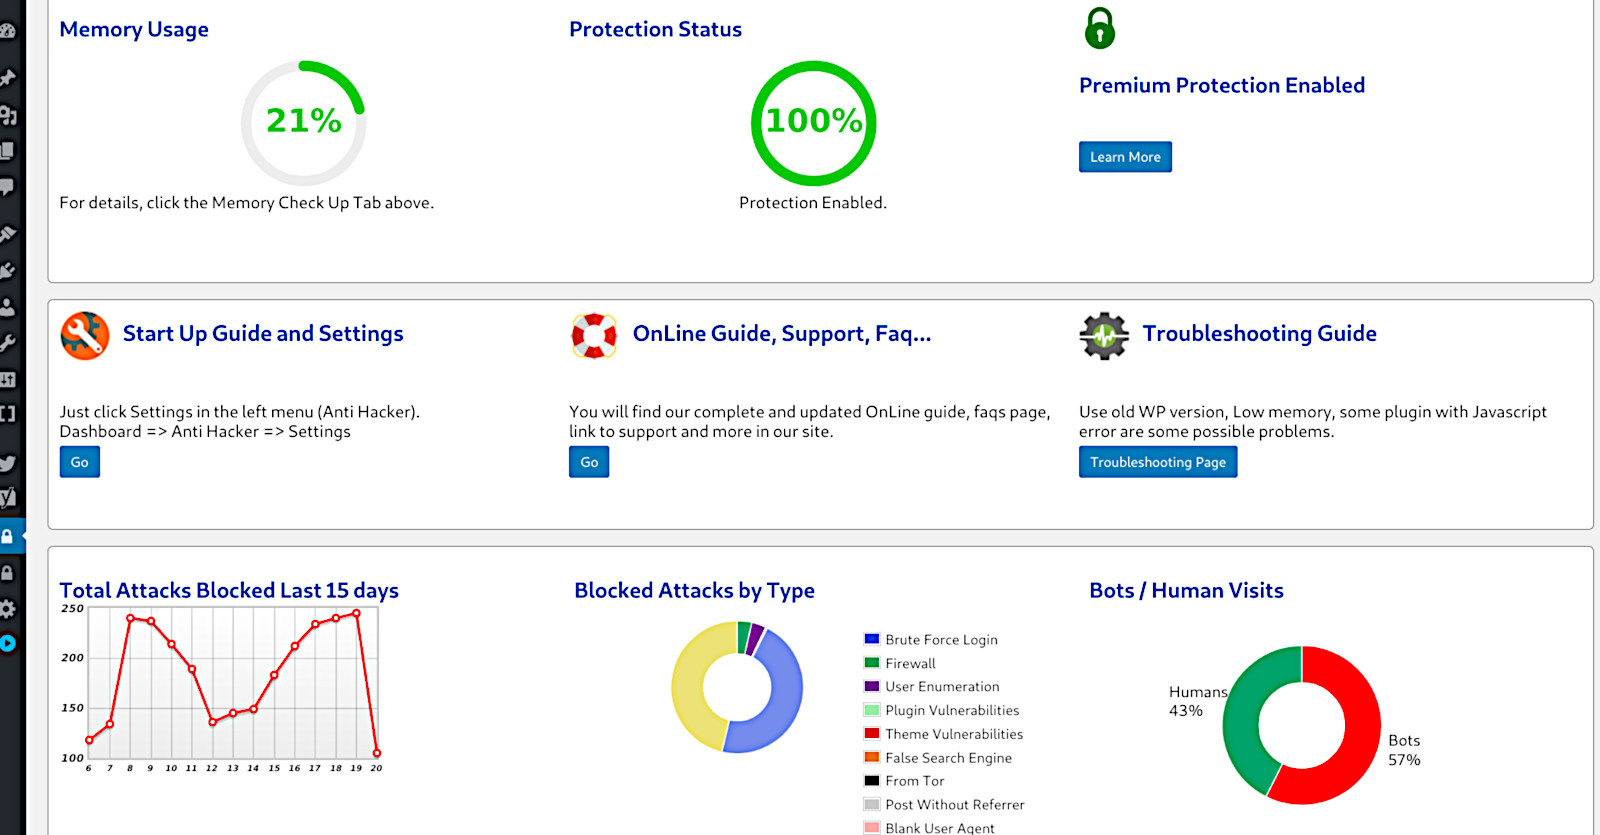 Memory Usage
21%
For details, click the Memory Check Up Tab above.
Protection Status
100%
Protection Enabled.
Premium Protection Enabled
Learn More
Start Up Guide and Settings
Just click Settings in the left menu (Anti Hacker).
Dashboard => Anti Hacker => Settings
Go
OnLine Guide, Support, Faq...
You will find our complete and updated OnLine guide, faqs page,
link to support and more in our site.
Go
Troubleshooting Guide
Use old WP version, Low memory, some plugin with Javascript
error are some possible problems.
Troubleshooting Page
Total Attacks Blocked Last 15 days
250
200
150
100
6 7 8 9 10 11 12 13 14 15 16 17 18 19 20
Blocked Attacks by Type
Brute Force Login
Firewall
User Enumeration
Plugin Vulnerabilities
Theme Vulnerabilities
False Search Engine
From Tor
Post Without Referrer
Blank User Agent
Bots / Human Visits
Humans
43%
Bots
57%